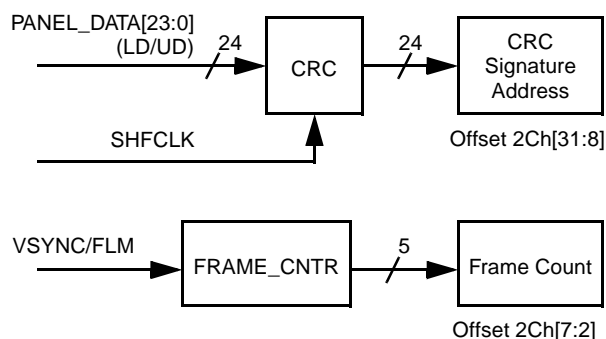 PANEL_DATA[23:0]
(LD/UD)
24
CRC
24
CRC
Signature
Address
SHFCLK
Offset 2Ch[31:8]
VSYNC/FLM
FRAME_CNTR
5
Frame Count
Offset 2Ch[7:2]